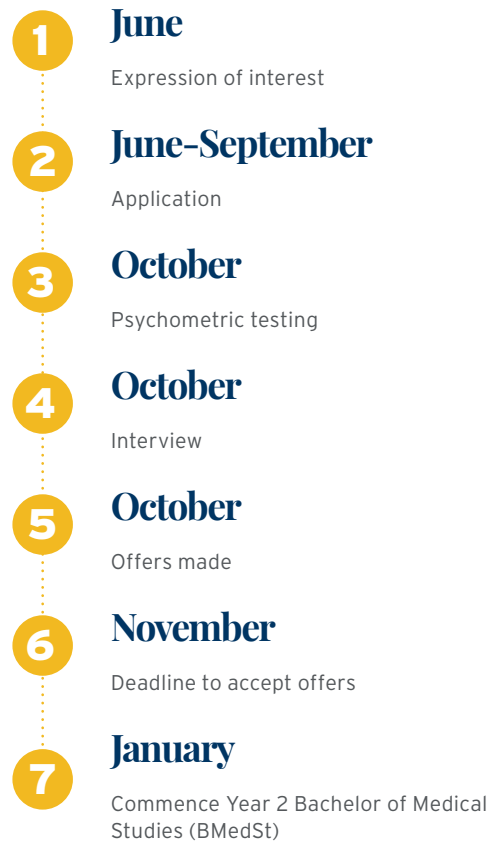 1
June
Expression of interest
2
June-September
Application
3
October
Psychometric testing
4
October
Interview
5
October
Offers made
6
November
Deadline to accept offers
7
January
Commence Year 2 Bachelor of Medical
Studies (BMedSt)